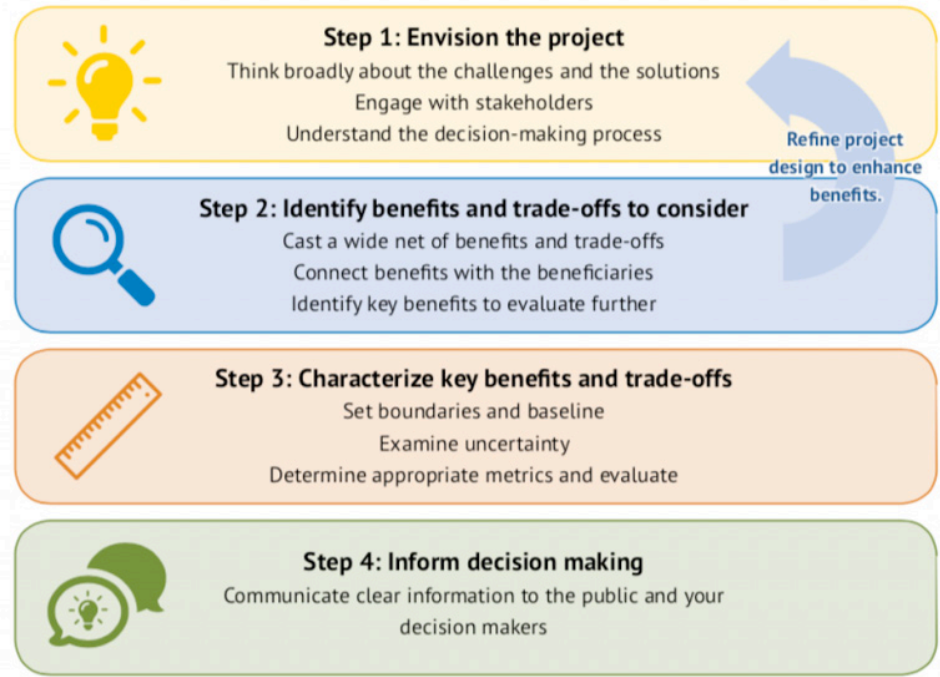 Step 1: Envision the project
Think broadly about the challenges and the solutions
Engage with stakeholders
Understand the decision-making process
Refine project
design to enhance
benefits.
Step 2: Identify benefits and trade-offs to consider
Cast a wide net of benefits and trade-offs
Connect benefits with the beneficiaries
Identify key benefits to evaluate further
Step 3: Characterize key benefits and trade-offs
Set boundaries and baseline
Examine uncertainty
Determine appropriate metrics and evaluate
Step 4: Inform decision making
Communicate clear information to the public and your
decision makers